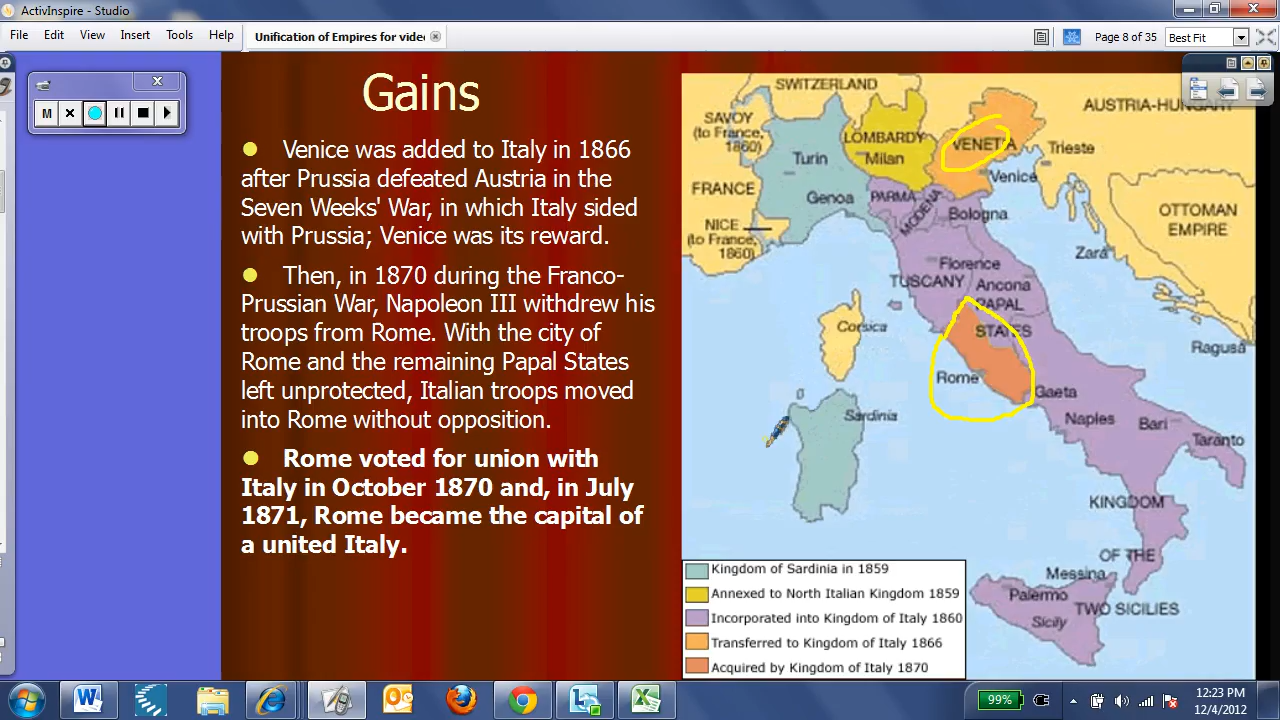 ActivInspire - Studio
File Edit View Insert Tools Help
Unification of Empires for vide
Page 8 of 35
Best Fit
M
Gains
Venice was added to Italy in 1866
after Prussia defeated Austria in the
Seven Weeks' War, in which Italy sided
with Prussia; Venice was its reward.
Then, in 1870 during the Franco-
Prussian War, Napoleon III withdrew his
troops from Rome. With the city of
Rome and the remaining Papal States
left unprotected, Italian troops moved
into Rome without opposition.
Rome voted for union with
Italy in October 1870 and, in July
1871, Rome became the capital of
a united Italy.
SWITZERLAND
AUSTRIA-HUNGARY
SAVOY
(to France,
1860)
LOMBARDY
Milan
VENETIA
Trieste
Turin
Venice
FRANCE
Genoa
PARMA
MODENA
Bologna
OTTOMAN
EMPIRE
NICE
(to France,
1860)
Zara
Florence
TUSCANY
Ancona
PAPAL
STATES
Corsica
Ragusa
Rome
Gaeta
Sardinia
Naples
Bari
Taranto
KINGDOM
OF THE
Messina
Palermo
TWO SICILIES
Sicily
Kingdom of Sardinia in 1859
Annexed to North Italian Kingdom 1859
Incorporated into Kingdom of Italy 1860
Transferred to Kingdom of Italy 1866
Acquired by Kingdom of Italy 1870
99%
12:23 PM
12/4/2012